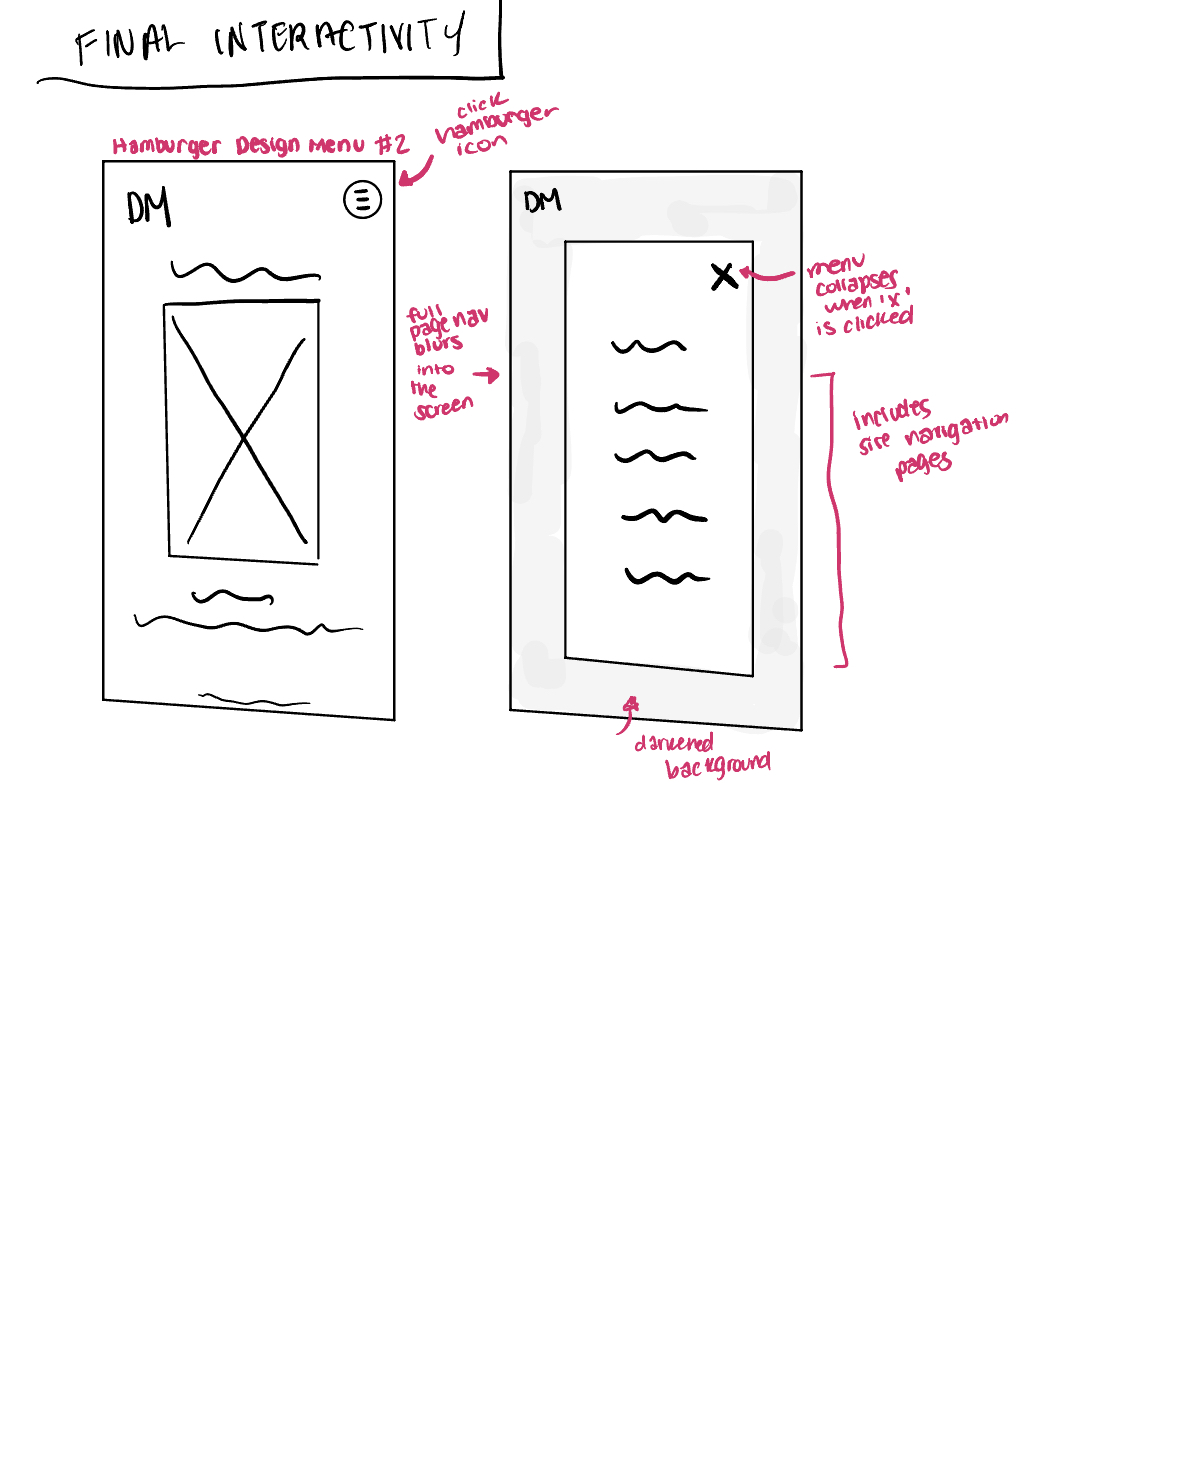 FINAL INTERACTIVITY
click
hamburger
icon
Hamburger Design Menu #2
DM
full
page nav
blurs
into
the
screen
DM
X
menu
collapses
when 'x'
is clicked
includes
site navigation
pages
darkened
background